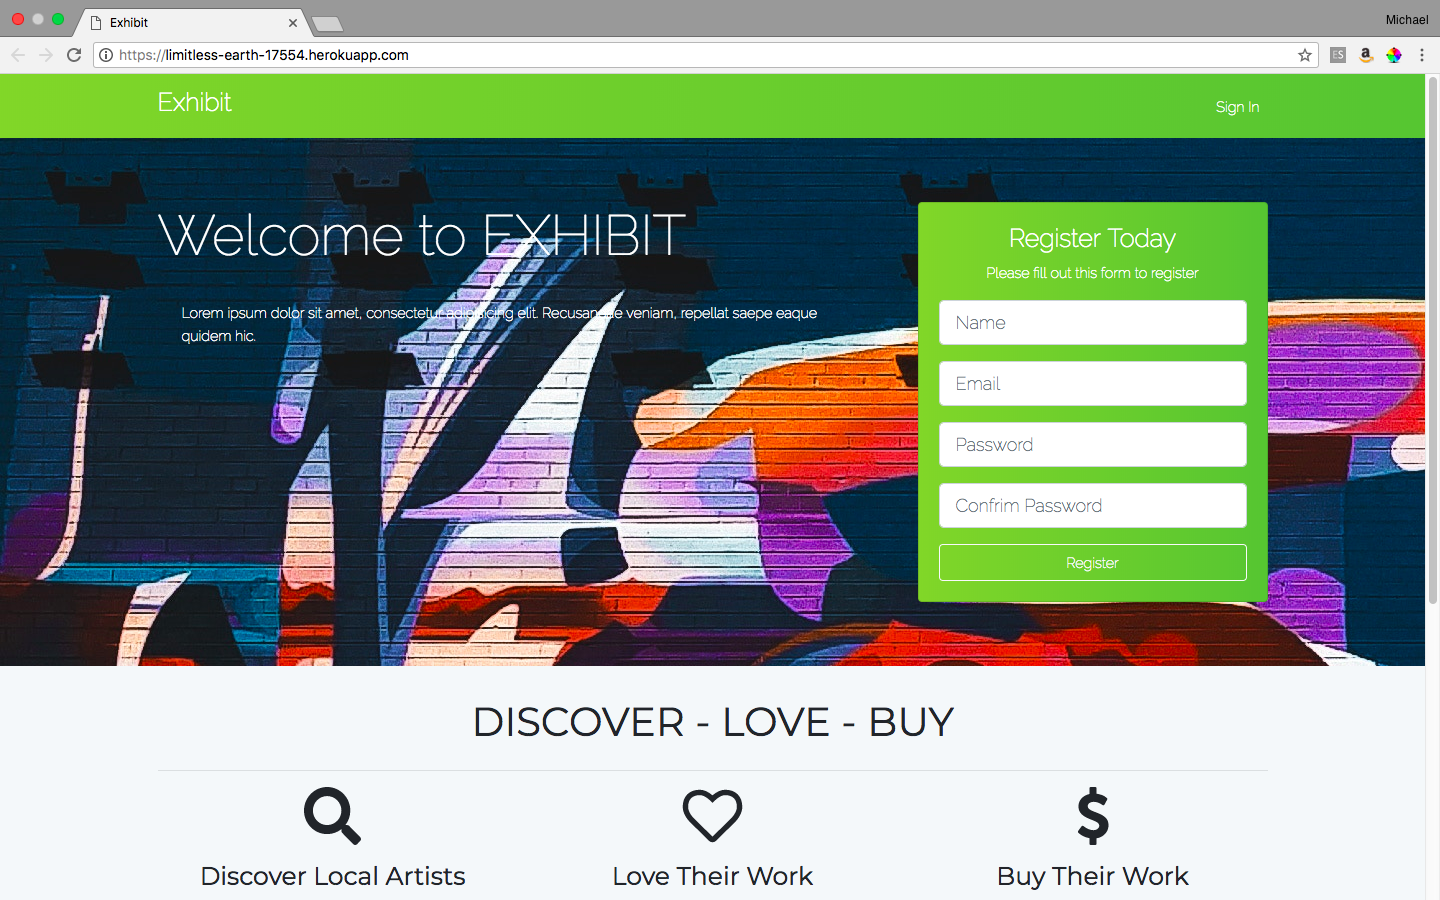 Exhibit
Michael
https://limitless-earth-17554.herokuapp.com
ES
a
Exhibit
Sign In
Welcome to EXHIBIT
Lorem ipsum dolor sit amet, consectetur adipisicing elit. Recusandae veniam, repellat saepe eaque
quidem hic.
Register Today
Please fill out this form to register
Name
Email
Password
Confrim Password
Register
DISCOVER - LOVE - BUY
Discover Local Artists
Love Their Work
Buy Their Work